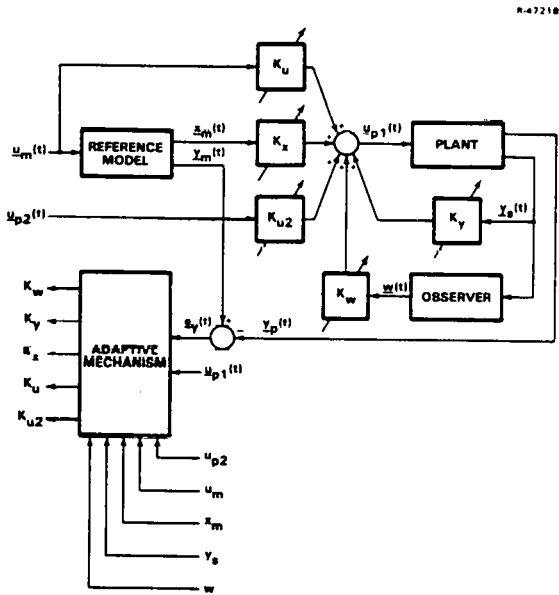 R-47218
K_u
u_m(t)
REFERENCE MODEL
x_m(t)
y_m(t)
K_x
u_p1(t)
PLANT
u_p2(t)
K_u2
K_y
y_s(t)
K_w
w(t)
OBSERVER
K_w
K_y
K_x
K_u
K_u2
ADAPTIVE
MECHANISM
e_y(t)
y_p(t)
u_p1(t)
u_p2
u_m
x_m
y_s
w